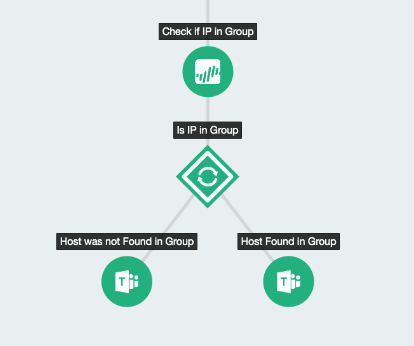 Check if IP in Group
Is IP in Group
Host was not Found in Group
Host Found in Group
T
T